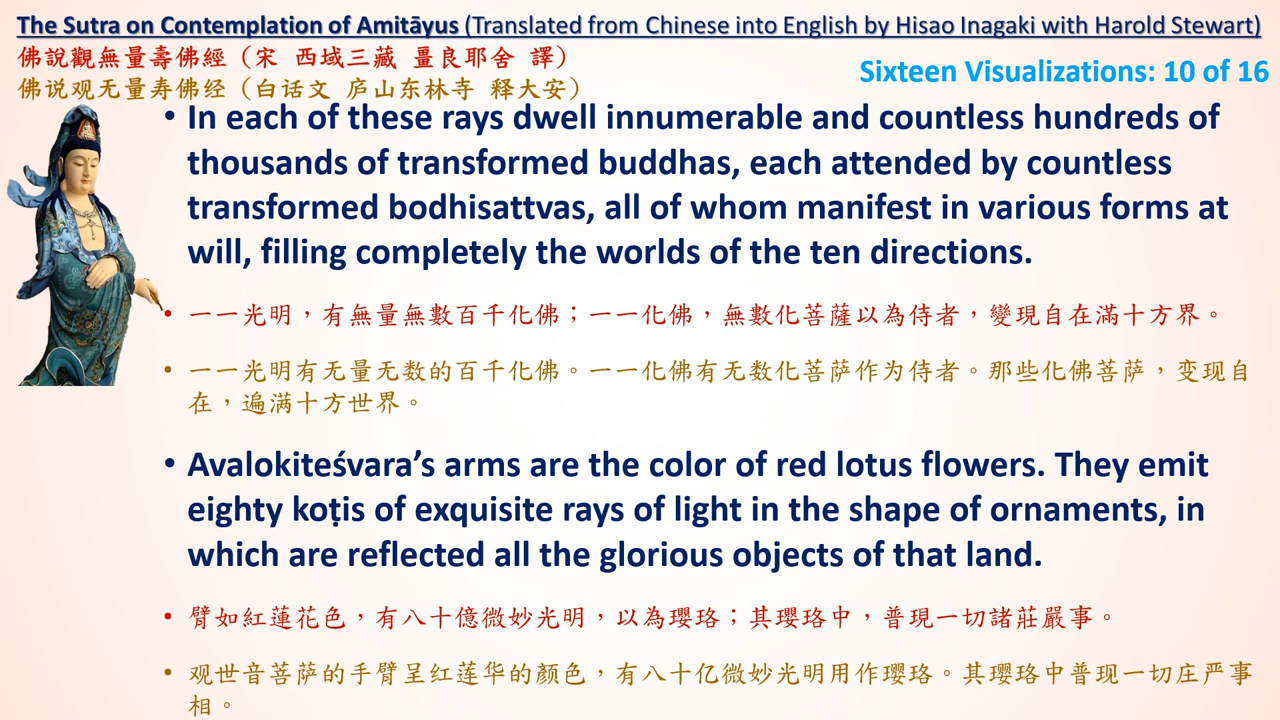 The Sutra on Contemplation of Amitāyus (Translated from Chinese into English by Hisao Inagaki with Harold Stewart)
佛說觀無量壽佛經（宋 西域三藏 畺良耶舍 譯）
佛说观无量寿佛经（白话文 庐山东林寺 释大安）
Sixteen Visualizations: 10 of 16
• In each of these rays dwell innumerable and countless hundreds of
thousands of transformed buddhas, each attended by countless
transformed bodhisattvas, all of whom manifest in various forms at
will, filling completely the worlds of the ten directions.
• 一一光明，有無量無數百千化佛；一一化佛，無數化菩薩以為侍者，變現自在滿十方界。
• 一一光明有无量无数的百千化佛。一一化佛有无数化菩萨作为侍者。那些化佛菩萨，变现自
在，遍满十方世界。
• Avalokiteśvara’s arms are the color of red lotus flowers. They emit
eighty koṭis of exquisite rays of light in the shape of ornaments, in
which are reflected all the glorious objects of that land.
• 臂如紅蓮花色，有八十億微妙光明，以為瓔珞；其瓔珞中，普現一切諸莊嚴事。
• 观世音菩萨的手臂呈红莲华的颜色，有八十亿微妙光明用作璎珞。其璎珞中普现一切庄严事
相。